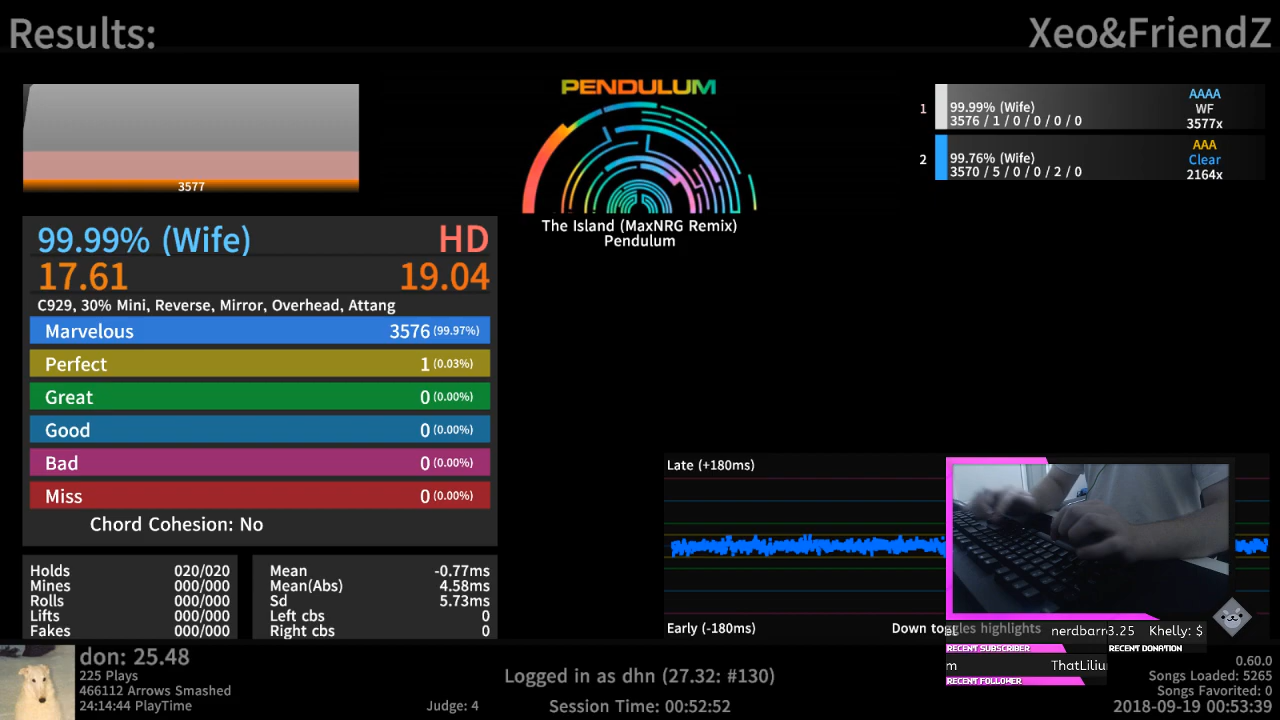 Results:
Xeo&FriendZ
3577
PENDULUM
The Island (MaxNRG Remix)
Pendulum
1
99.99% (Wife)
3576 / 1 / 0 / 0 / 0 / 0
AAAA
WF
3577x
2
99.76% (Wife)
3570 / 5 / 0 / 0 / 2 / 0
AAA
Clear
2164x
99.99% (Wife) HD
17.61 19.04
C929, 30% Mini, Reverse, Mirror, Overhead, Attang
Marvelous 3576 (99.97%)
Perfect 1 (0.03%)
Great 0 (0.00%)
Good 0 (0.00%)
Bad 0 (0.00%)
Miss 0 (0.00%)
Chord Cohesion: No
Holds 020/020
Mines 000/000
Rolls 000/000
Lifts 000/000
Fakes 000/000
Mean -0.77ms
Mean(Abs) 4.58ms
Sd 5.73ms
Left cbs 0
Right cbs 0
Late (+180ms)
Early (-180ms)
Down toggles highlights
nerdbarn3.25 Khelly: $
RECENT SUBSCRIBER
RECENT DONATION
m ThatLiliu
RECENT FOLLOWER
don: 25.48
225 Plays
466112 Arrows Smashed
24:14:44 PlayTime
Judge: 4
Logged in as dhn (27.32: #130)
Session Time: 00:52:52
0.60.0
Songs Loaded: 5265
Songs Favorited: 0
2018-09-19 00:53:39